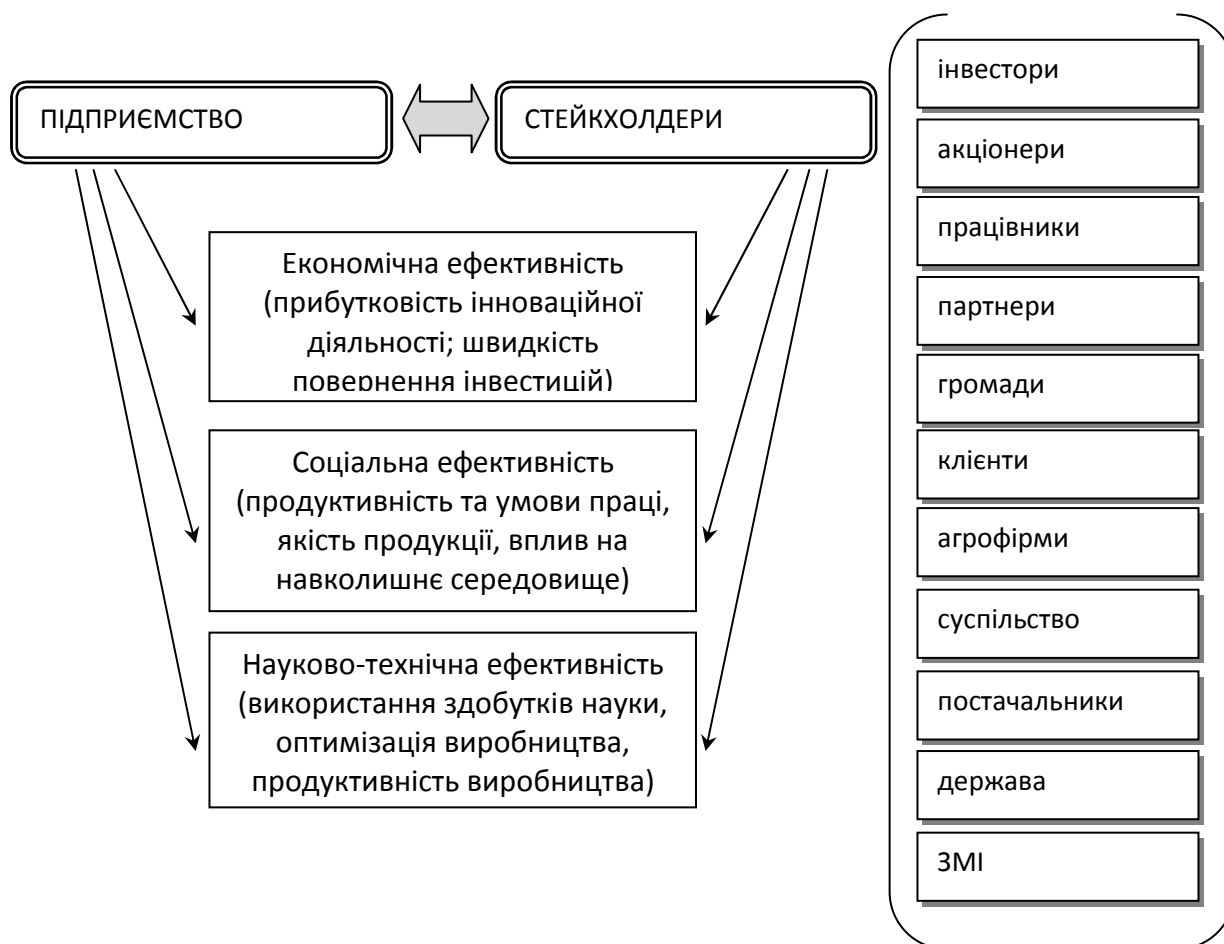 ПІДПРИЄМСТВО
СТЕЙКХОЛДЕРИ
Економічна ефективність
(прибутковість інноваційної
діяльності; швидкість
повернення інвестицій)
Соціальна ефективність
(продуктивність та умови праці,
якість продукції, вплив на
навколишнє середовище)
Науково-технічна ефективність
(використання здобутків науки,
оптимізація виробництва,
продуктивність виробництва)
інвестори
акціонери
працівники
партнери
громади
клієнти
агрофірми
суспільство
постачальники
держава
ЗМІ